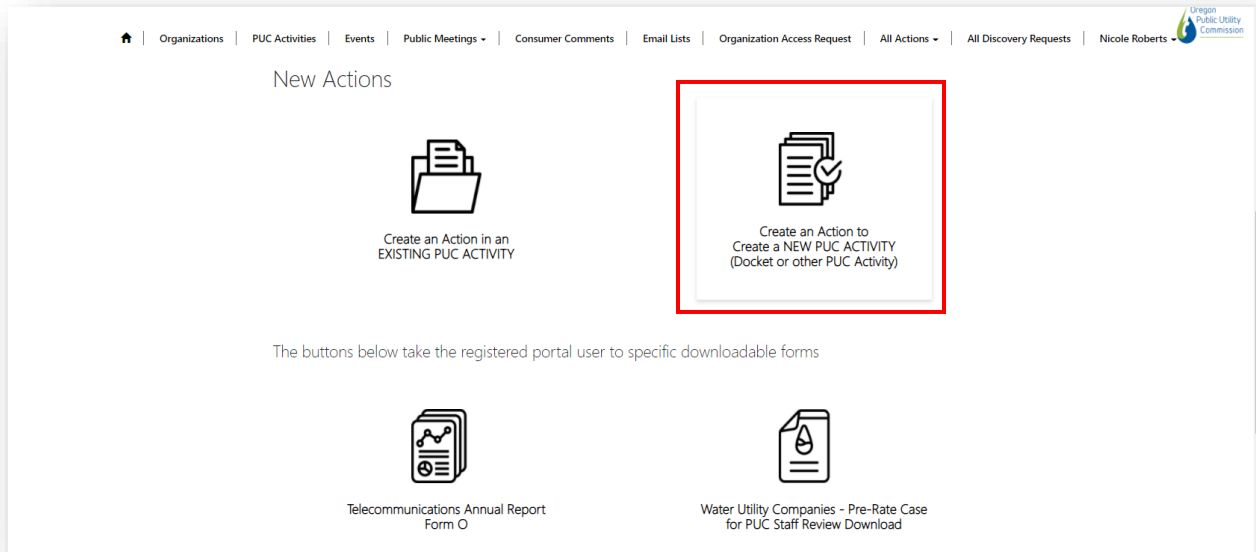 Oregon
Public Utility
Commission
Organizations | PUC Activities | Events | Public Meetings | Consumer Comments | Email Lists | Organization Access Request | All Actions | All Discovery Requests | Nicole Roberts
New Actions
Create an Action in an
EXISTING PUC ACTIVITY
Create an Action to
Create a NEW PUC ACTIVITY
(Docket or other PUC Activity)
The buttons below take the registered portal user to specific downloadable forms
Telecommunications Annual Report
Form O
Water Utility Companies - Pre-Rate Case
for PUC Staff Review Download